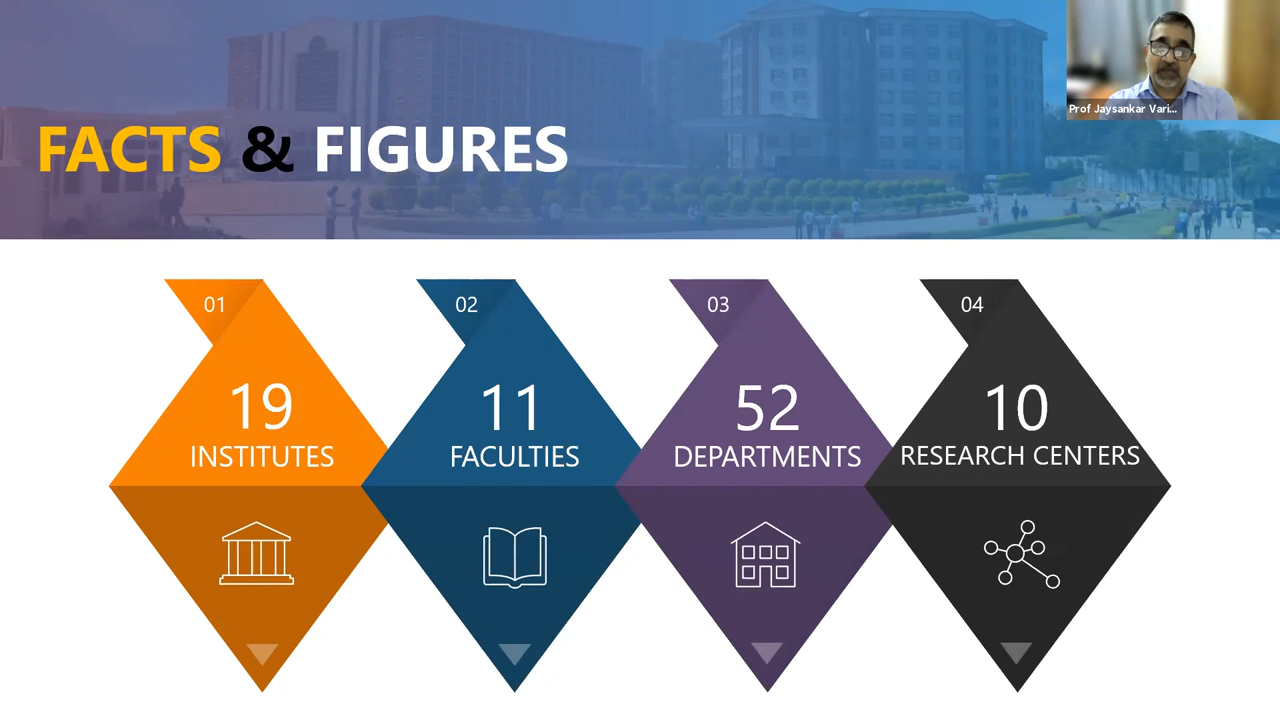 Prof Jaysankar Vari...
FACTS & FIGURES
01
19
INSTITUTES
02
11
FACULTIES
03
52
DEPARTMENTS
04
10
RESEARCH CENTERS